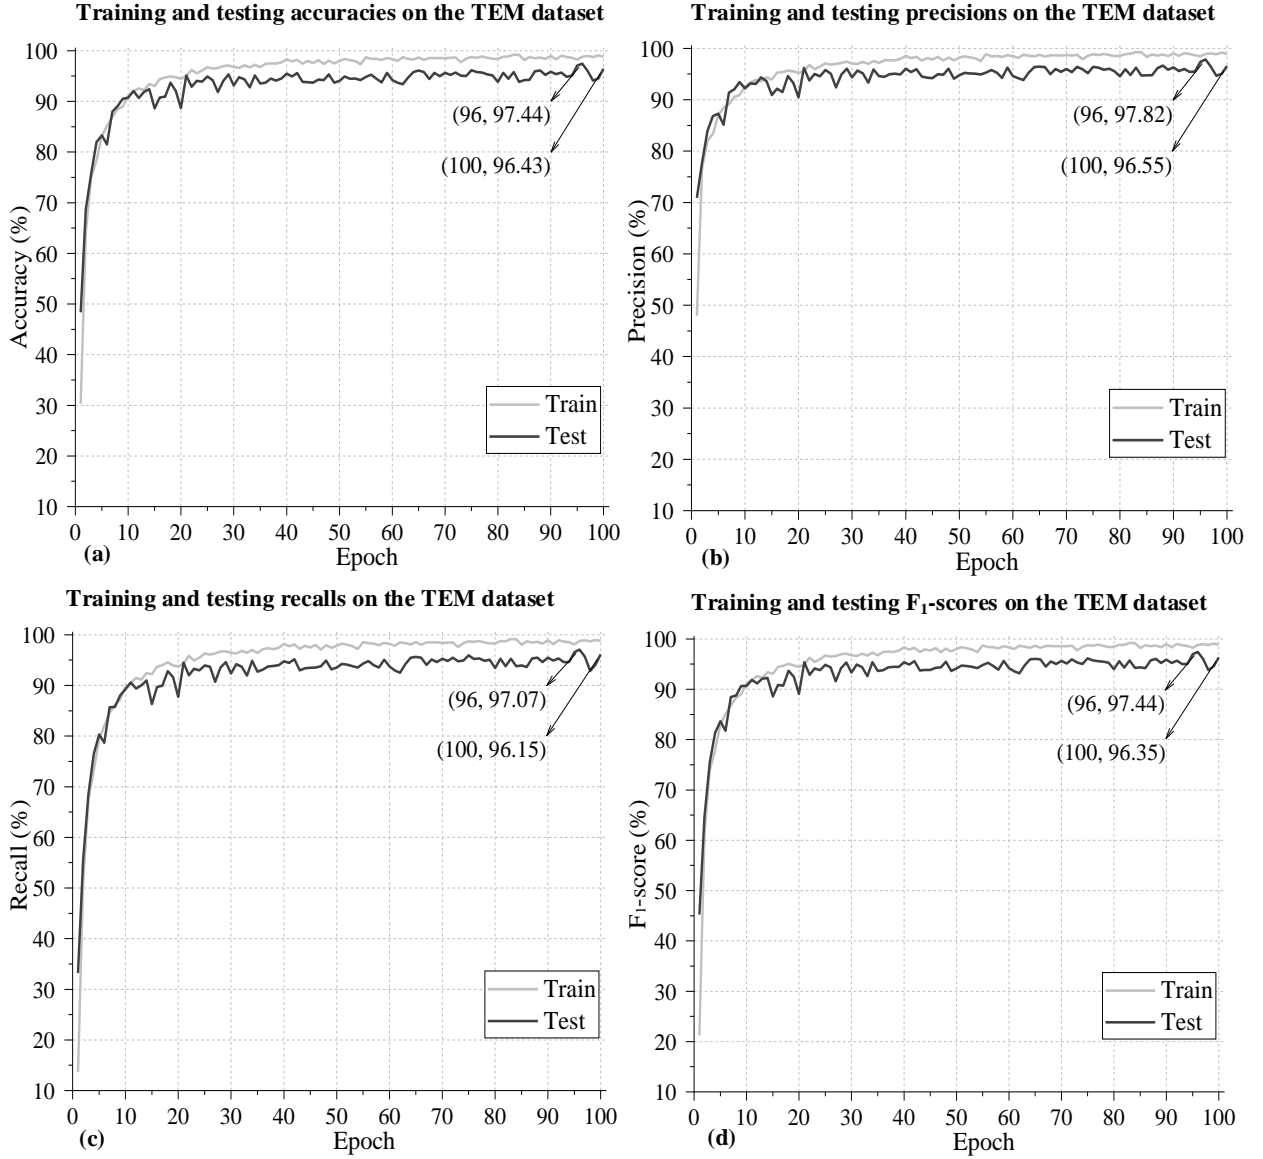 Training and testing accuracies on the TEM dataset
100
90
80
70
60
50
40
30
20
10
Accuracy (%)
(96, 97.44)
(100, 96.43)
Train
Test
0 10 20 30 40 50 60 70 80 90 100
(a)
Epoch
Training and testing precisions on the TEM dataset
100
90
80
70
60
50
40
30
20
10
Precision (%)
(96, 97.82)
(100, 96.55)
Train
Test
0 10 20 30 40 50 60 70 80 90 100
(b)
Epoch
Training and testing recalls on the TEM dataset
100
90
80
70
60
50
40
30
20
10
Recall (%)
(96, 97.07)
(100, 96.15)
Train
Test
0 10 20 30 40 50 60 70 80 90 100
(c)
Epoch
Training and testing F₁-scores on the TEM dataset
100
90
80
70
60
50
40
30
20
10
F₁-score (%)
(96, 97.44)
(100, 96.35)
Train
Test
0 10 20 30 40 50 60 70 80 90 100
(d)
Epoch